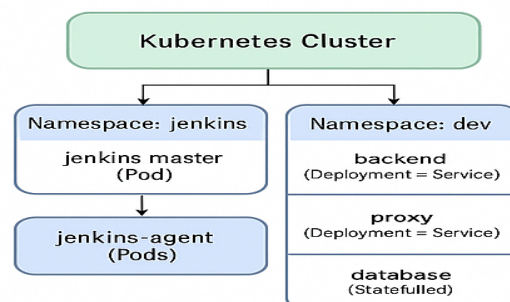 Kubernetes Cluster
Namespace: jenkins
jenkins master
(Pod)
jenkins-agent
(Pods)
Namespace: dev
backend
(Deployment = Service)
proxy
(Deployment = Service)
database
(Statefulled)